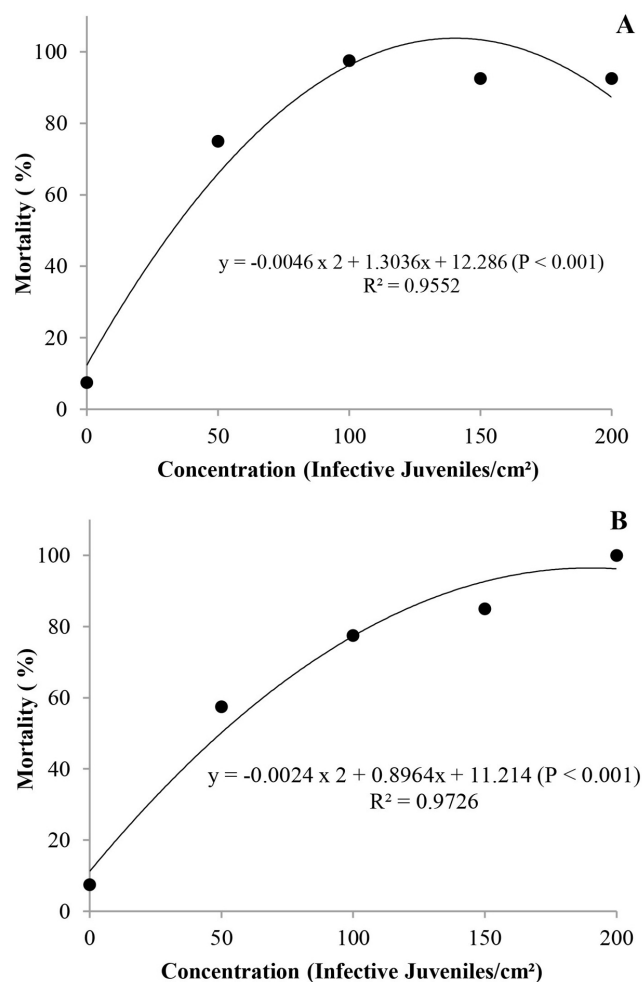 A
100
80
60
40
20
0
Mortality ( %)
y = -0.0046 x 2 + 1.3036x + 12.286 (P < 0.001)
R² = 0.9552
0 50 100 150 200
Concentration (Infective Juveniles/cm²)
B
100
80
60
40
20
0
Mortality ( %)
y = -0.0024 x 2 + 0.8964x + 11.214 (P < 0.001)
R² = 0.9726
0 50 100 150 200
Concentration (Infective Juveniles/cm²)